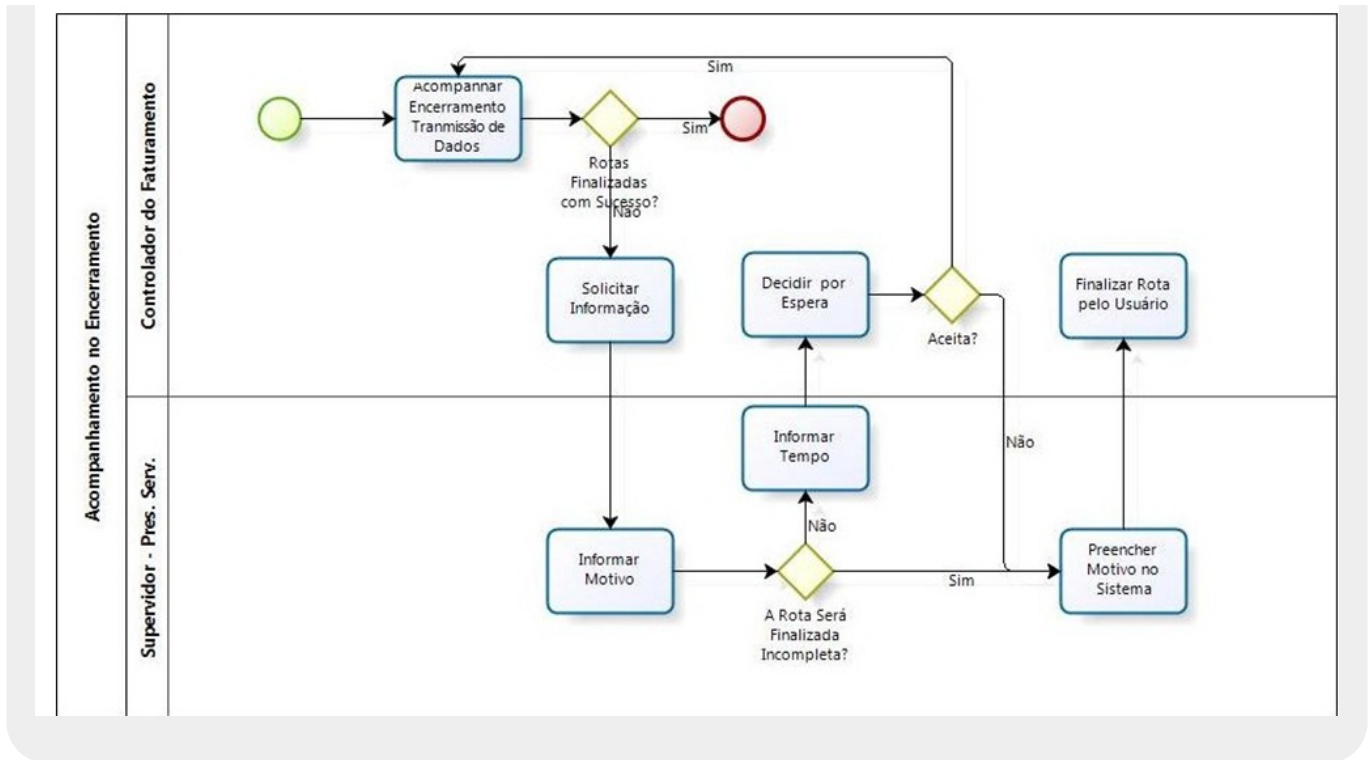 Acompanhamento no Encerramento
Controlador do Faturamento
Supervisor - Pres. Serv.
Sim
Acompanhar
Encerramento
Tranmissão de
Dados
Sim
Rotas
Finalizadas
com Sucesso?
Não
Solicitar
Informação
Decidir por
Espera
Aceita?
Finalizar Rota
pelo Usuário
Informar
Tempo
Não
Não
Informar
Motivo
Sim
A Rota Será
Finalizada
Incompleta?
Preencher
Motivo no
Sistema